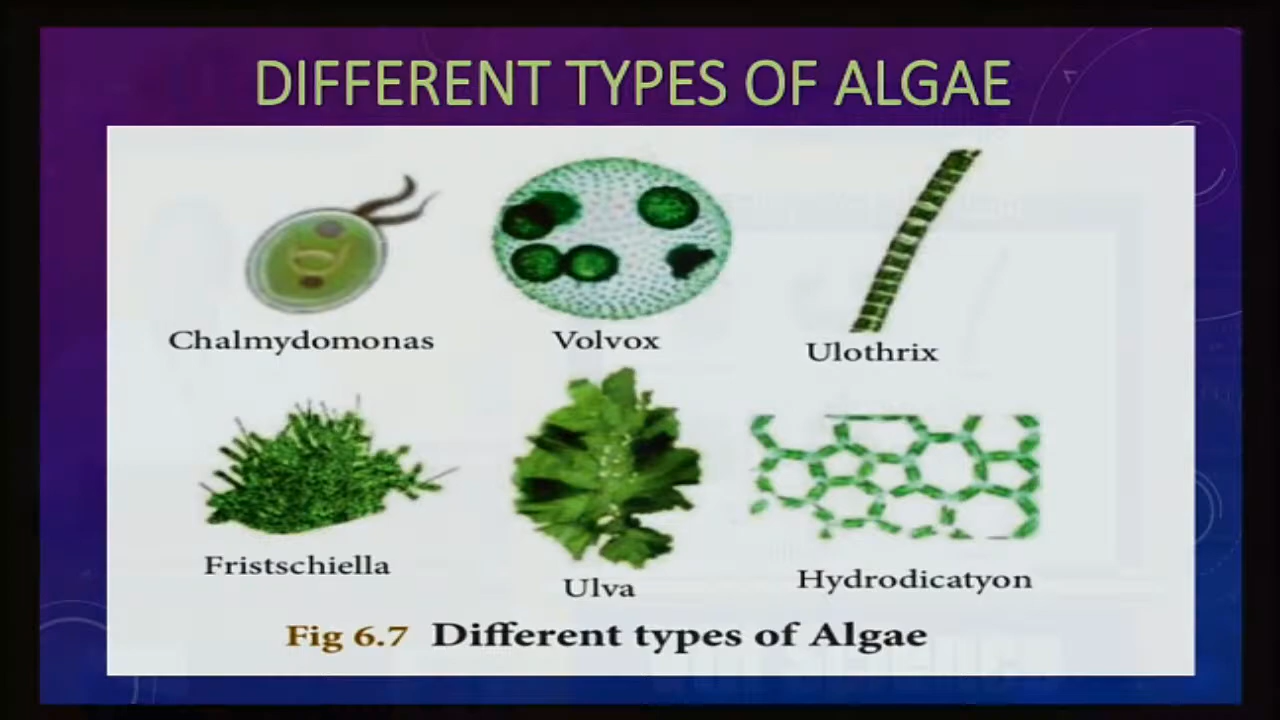 DIFFERENT TYPES OF ALGAE
Chalmydomonas
Volvox
Ulothrix
Fristschiella
Ulva
Hydrodicatyon
Fig 6.7 Different types of Algae